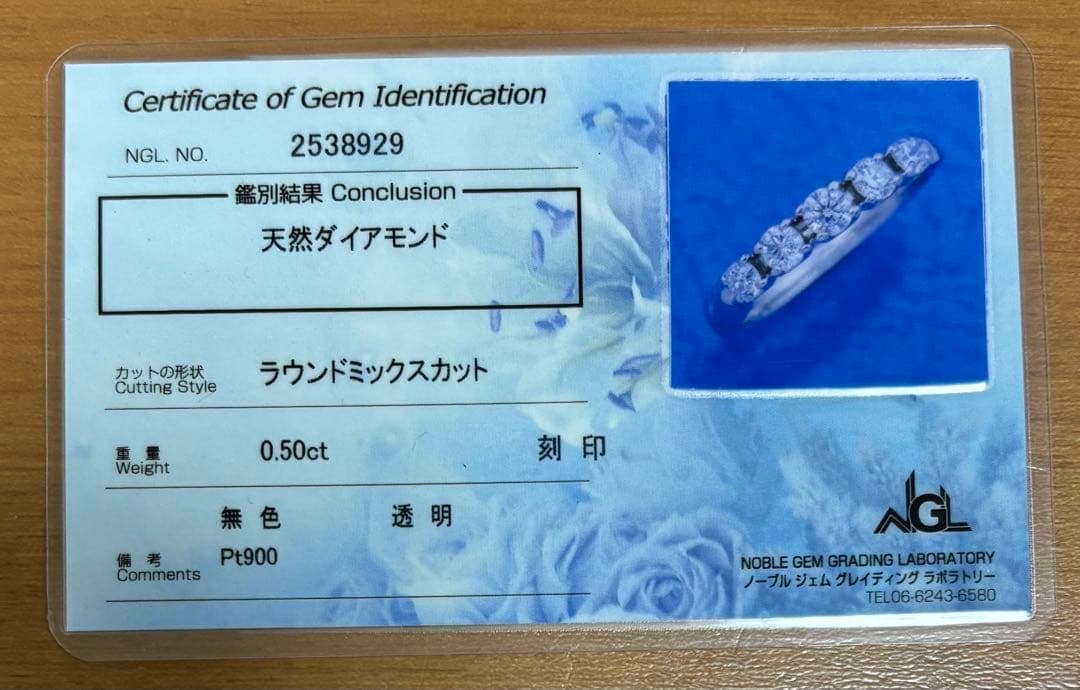 Certificate of Gem Identification
NGL. NO. 2538929
鑑別結果 Conclusion
天然ダイアモンド
カットの形状 ラウンドミックスカット
Cutting Style
重量 0.50ct 刻印
Weight
無色 透明
備考 Pt900
Comments
NGL
NOBLE GEM GRADING LABORATORY
ノーブル ジェム グレイディング ラボラトリー
TEL06-6243-6580